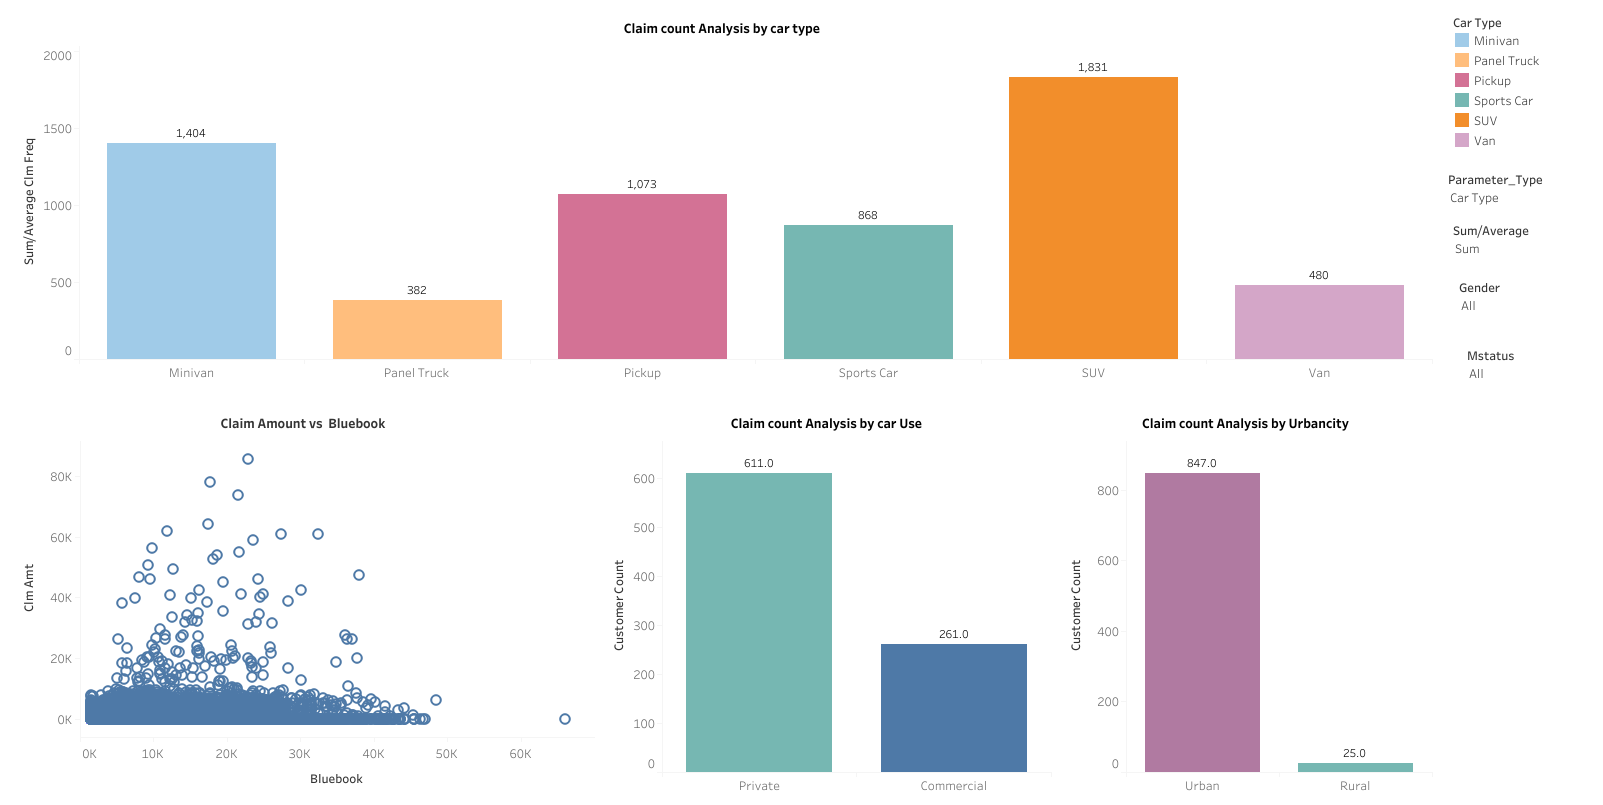 Claim count Analysis by car type
Sum/Average Clm Freq
2000
1500
1000
500
0
1,404
382
1,073
868
1,831
480
Minivan
Panel Truck
Pickup
Sports Car
SUV
Van
Car Type
Minivan
Panel Truck
Pickup
Sports Car
SUV
Van
Parameter_Type
Car Type
Sum/Average
Sum
Gender
All
Mstatus
All
Claim Amount vs Bluebook
Clm Amt
80K
60K
40K
20K
0K
0K
10K
20K
30K
40K
50K
60K
Bluebook
Claim count Analysis by car Use
Customer Count
600
500
400
300
200
100
0
611.0
261.0
Private
Commercial
Claim count Analysis by Urbancity
Customer Count
800
600
400
200
0
847.0
25.0
Urban
Rural